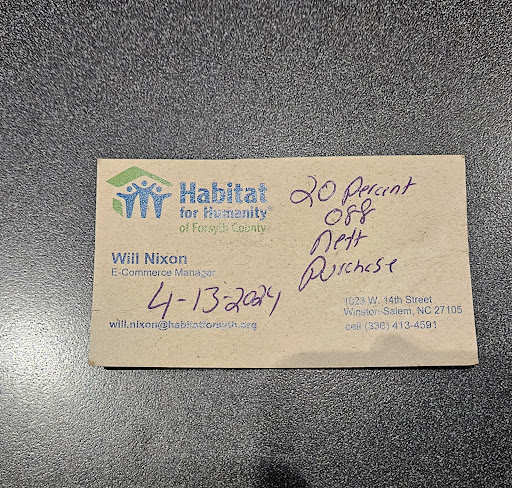 Habitat
for Humanity®
of Forsyth County
20 Percent
off
Next
Purchase
Will Nixon
E-Commerce Manager
4-13-2024
will.nixon@habitatforsyth.org
1023 W. 14th Street
Winston-Salem, NC 27105
cell (336) 413-4591